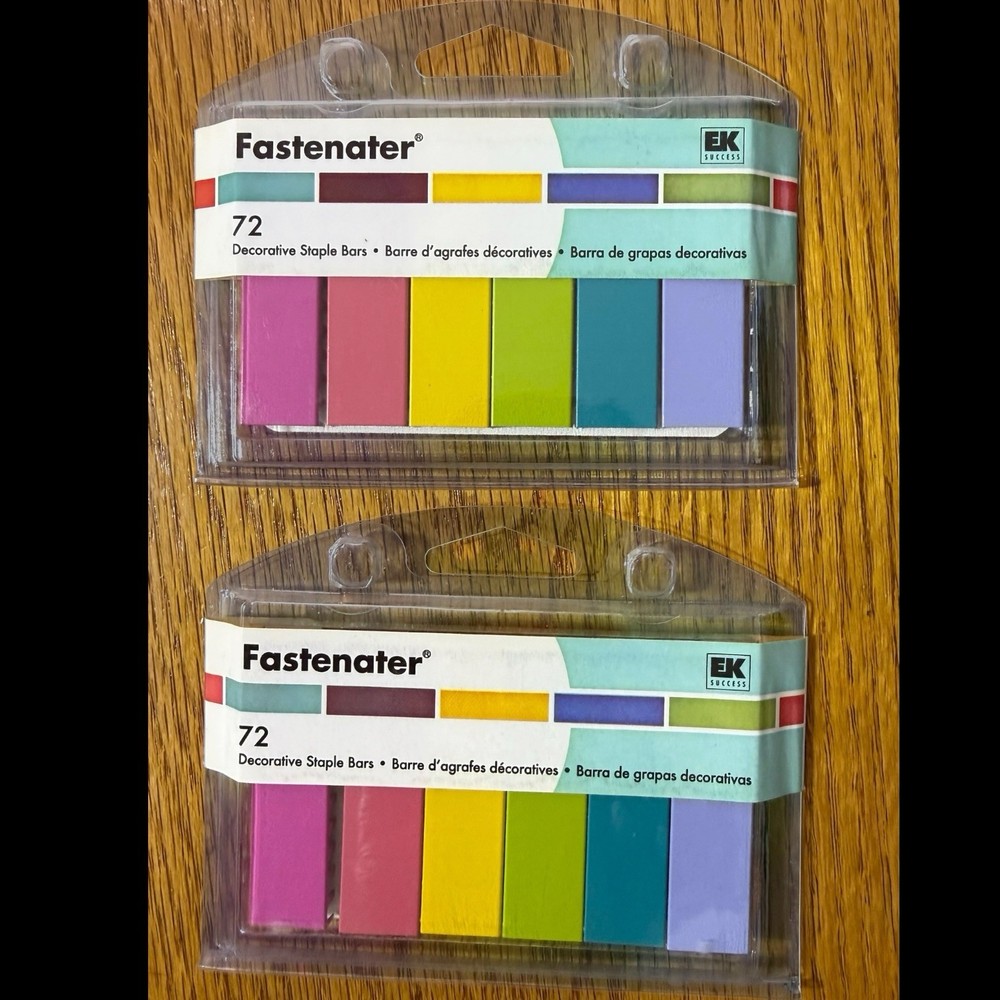 Fastenater®
EK
SUCCESS
72
Decorative Staple Bars • Barre d'agrafes décoratives • Barra de grapas decorativas
Fastenater®
EK
SUCCESS
72
Decorative Staple Bars • Barre d'agrafes décoratives • Barra de grapas decorativas